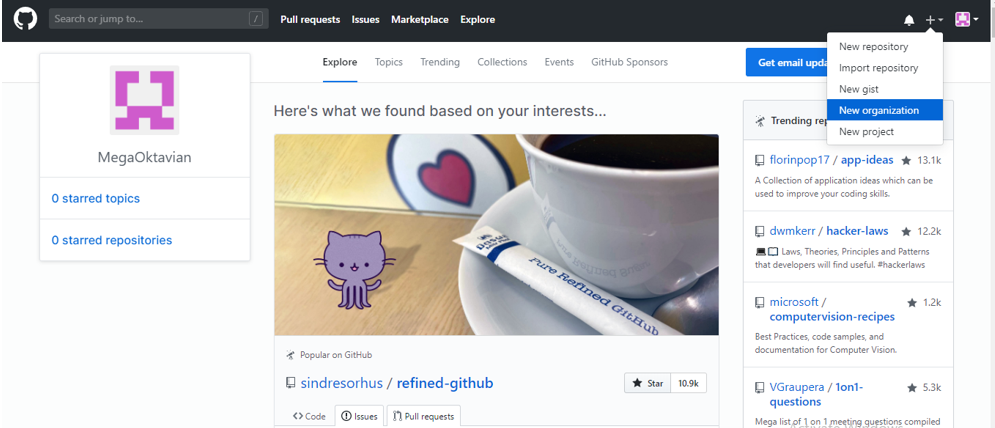 Search or jump to... /
Pull requests Issues Marketplace Explore
New repository
Import repository
New gist
New organization
New project
Explore Topics Trending Collections Events GitHub Sponsors
Get email upda
MegaOktavian
0 starred topics
0 starred repositories
Here's what we found based on your interests...
Pure Refined GitHub
Popular on GitHub
sindresorhus / refined-github
Star 10.9k
Code Issues Pull requests
Trending rep
florinpop17 / app-ideas 13.1k
A Collection of application ideas which can be
used to improve your coding skills.
dwmkerr / hacker-laws 12.2k
Laws, Theories, Principles and Patterns
that developers will find useful. #hackerlaws
microsoft / 1.2k
computervision-recipes
Best Practices, code samples, and
documentation for Computer Vision.
VGraupera / 1on1- 5.3k
questions
Mega list of 1 on 1 meeting questions compiled